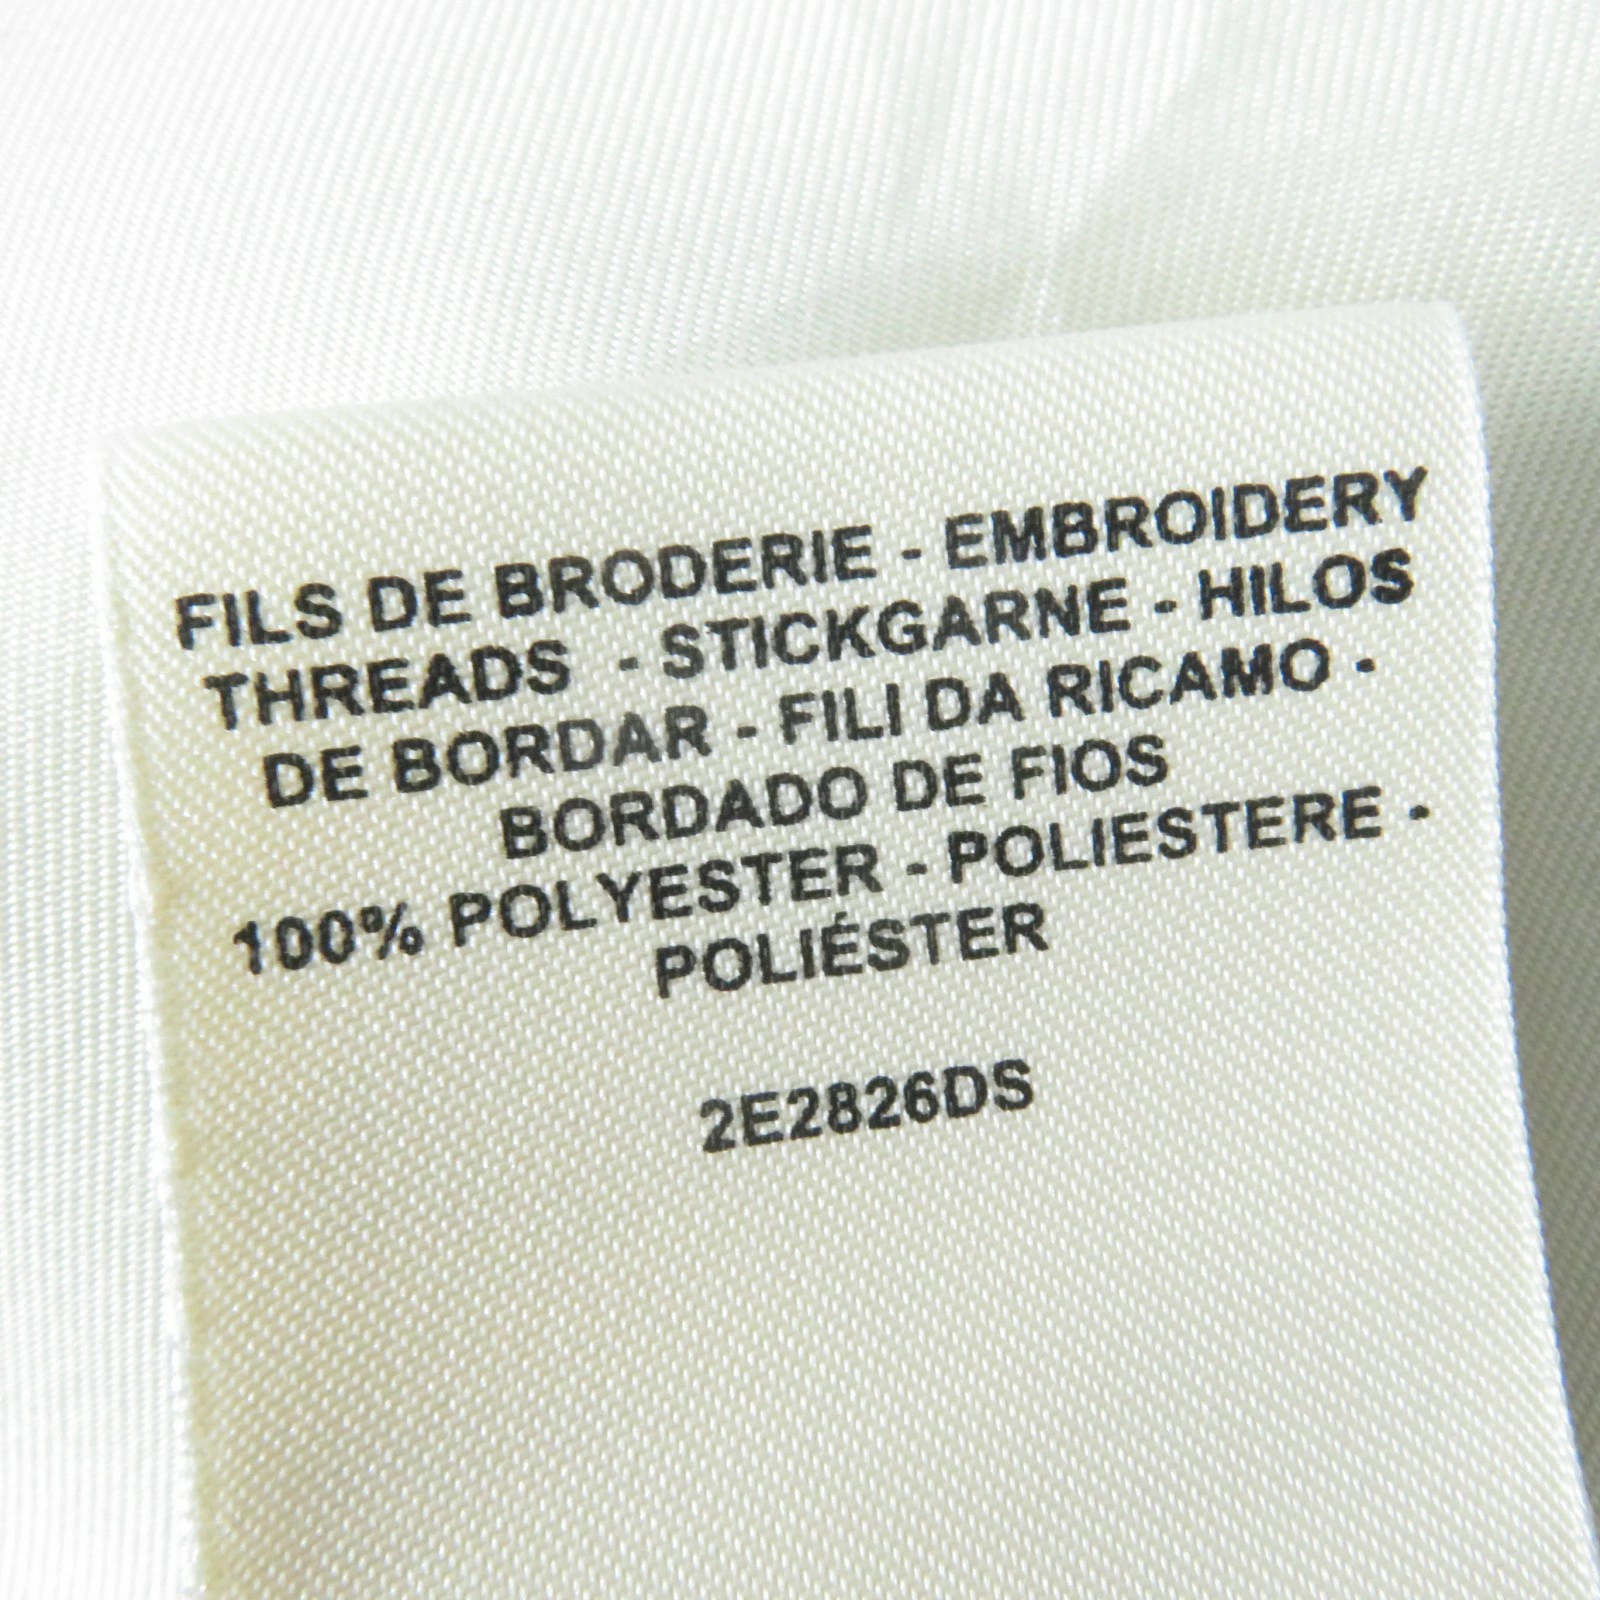 FILS DE BRODERIE - EMBROIDERY
THREADS - STICKGARNE - HILOS
DE BORDAR - FILI DA RICAMO -
BORDADO DE FIOS
100% POLYESTER - POLIESTERE -
POLIÉSTER
2E2826DS